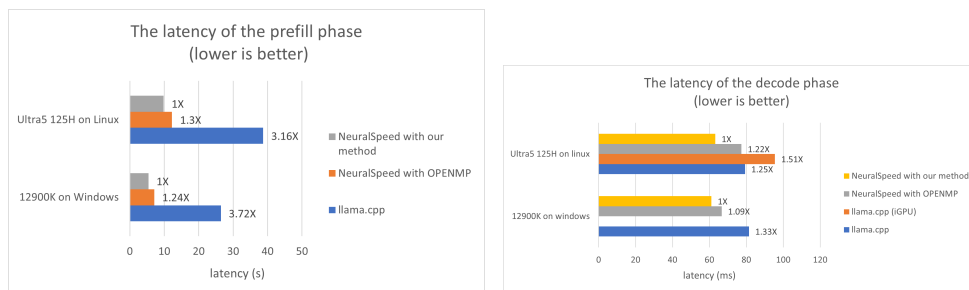 The latency of the prefill phase
(lower is better)
Ultra5 125H on Linux
1X
1.3X
3.16X
12900K on Windows
1X
1.24X
3.72X
0 10 20 30 40 50
latency (s)
NeuralSpeed with our
method
NeuralSpeed with OPENMP
llama.cpp
The latency of the decode phase
(lower is better)
Ultra5 125H on linux
1X
1.22X
1.51X
1.25X
12900K on windows
1X
1.09X
1.33X
0 20 40 60 80 100 120
latency (ms)
NeuralSpeed with our method
NeuralSpeed with OPENMP
llama.cpp (iGPU)
llama.cpp